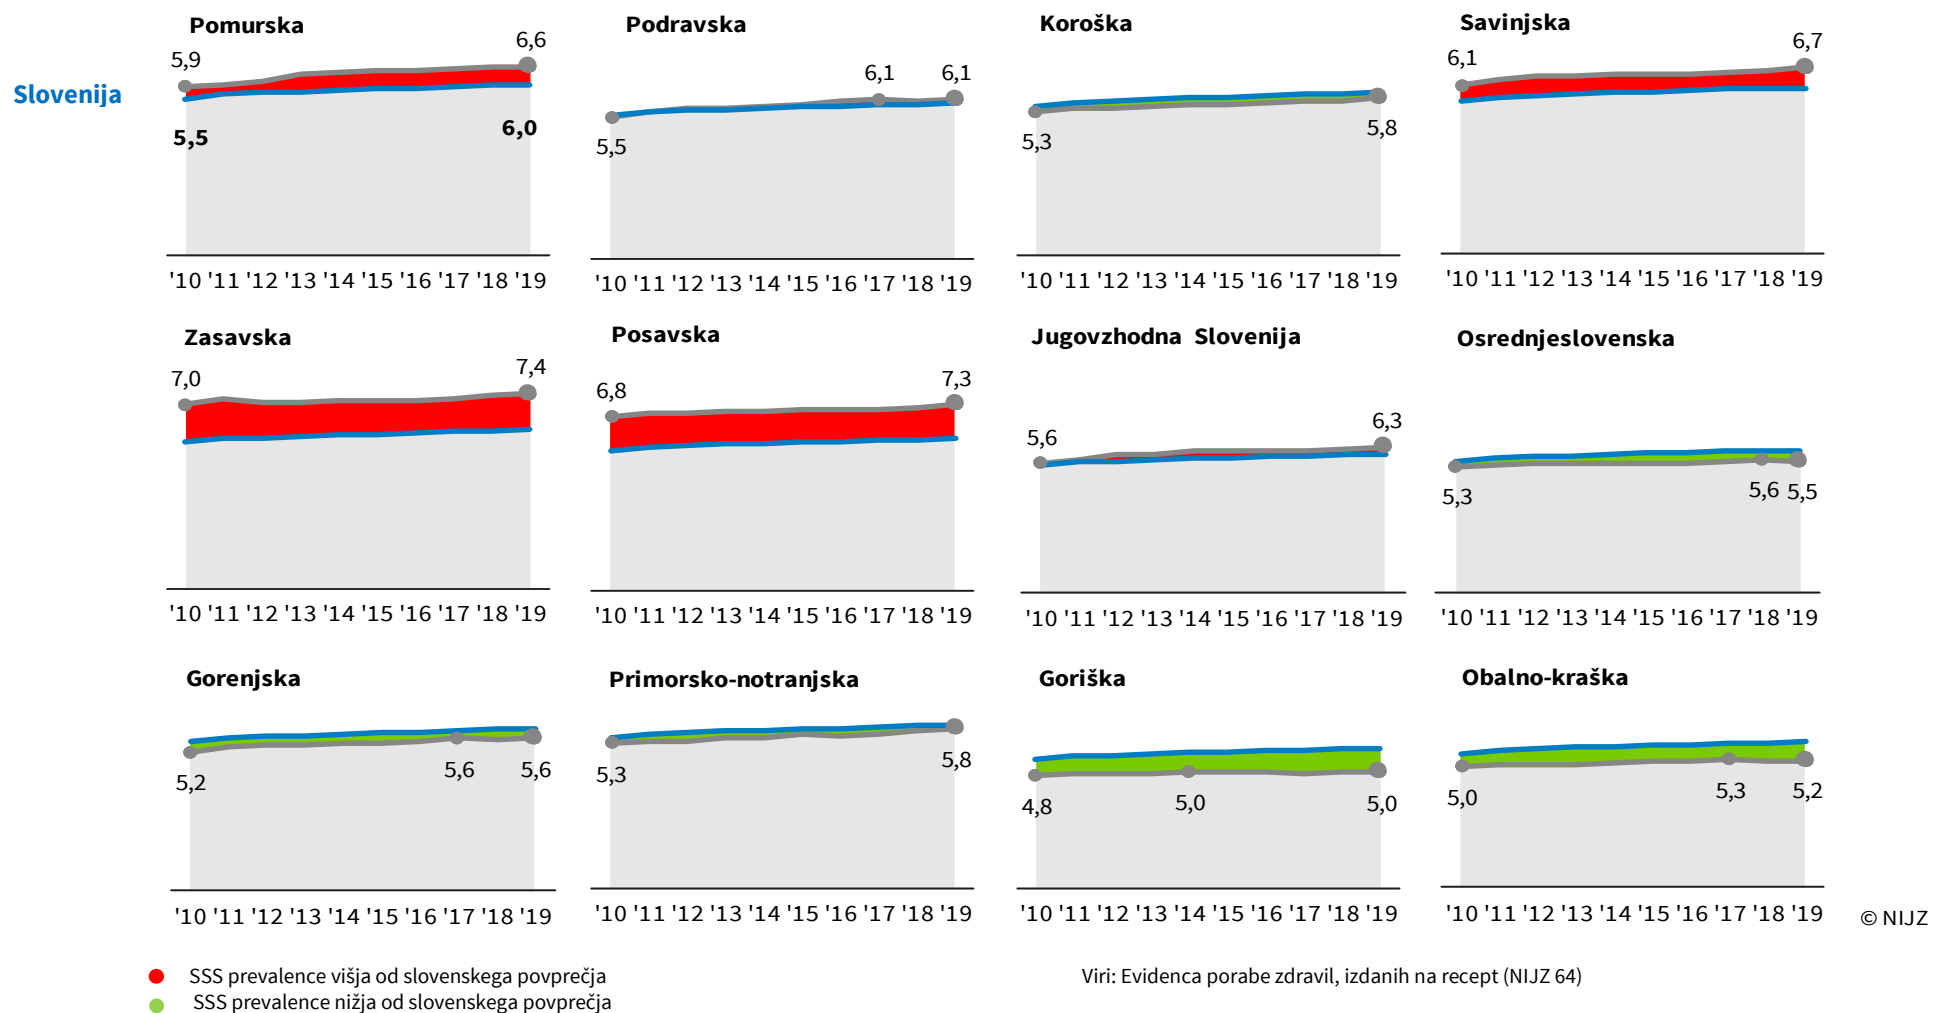 Pomurska
Podravska
Koroška
Savinjska
Slovenija
5,9
6,6
5,5
6,0
5,5
6,1
6,1
5,3
5,8
6,1
6,7
'10 '11 '12 '13 '14 '15 '16 '17 '18 '19
'10 '11 '12 '13 '14 '15 '16 '17 '18 '19
'10 '11 '12 '13 '14 '15 '16 '17 '18 '19
'10 '11 '12 '13 '14 '15 '16 '17 '18 '19
Zasavska
Posavska
Jugovzhodna Slovenija
Osrednjeslovenska
7,0
7,4
6,8
7,3
5,6
6,3
5,3
5,6
5,5
'10 '11 '12 '13 '14 '15 '16 '17 '18 '19
'10 '11 '12 '13 '14 '15 '16 '17 '18 '19
'10 '11 '12 '13 '14 '15 '16 '17 '18 '19
'10 '11 '12 '13 '14 '15 '16 '17 '18 '19
Gorenjska
Primorsko-notranjska
Goriška
Obalno-kraška
5,2
5,6
5,6
5,3
5,8
4,8
5,0
5,0
5,0
5,3
5,2
'10 '11 '12 '13 '14 '15 '16 '17 '18 '19
'10 '11 '12 '13 '14 '15 '16 '17 '18 '19
'10 '11 '12 '13 '14 '15 '16 '17 '18 '19
'10 '11 '12 '13 '14 '15 '16 '17 '18 '19
© NIJZ
SSS prevalence višja od slovenskega povprečja
SSS prevalence nižja od slovenskega povprečja
Viri: Evidenca porabe zdravil, izdanih na recept (NIJZ 64)